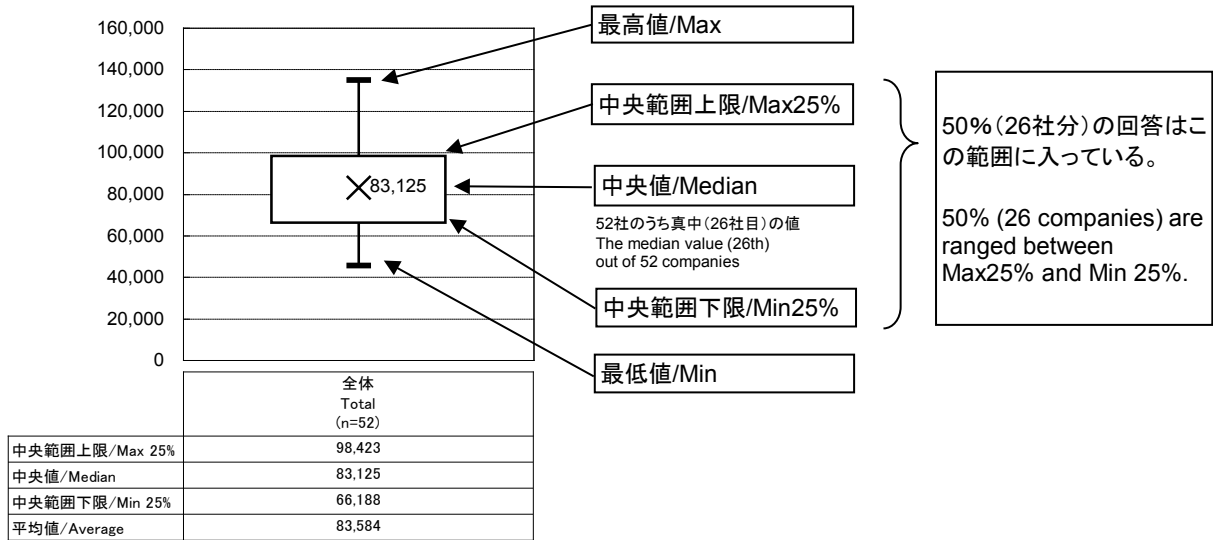 160,000
140,000
120,000
100,000
80,000
60,000
40,000
20,000
0
83,125
最高値/Max
中央範囲上限/Max25%
中央値/Median
52社のうち真中(26社目)の値
The median value (26th)
out of 52 companies
中央範囲下限/Min25%
最低値/Min
50%(26社分)の回答はこ
の範囲に入っている。
50% (26 companies) are
ranged between
Max25% and Min 25%.
全体
Total
(n=52)
中央範囲上限/Max 25% 98,423
中央値/Median 83,125
中央範囲下限/Min 25% 66,188
平均値/Average 83,584